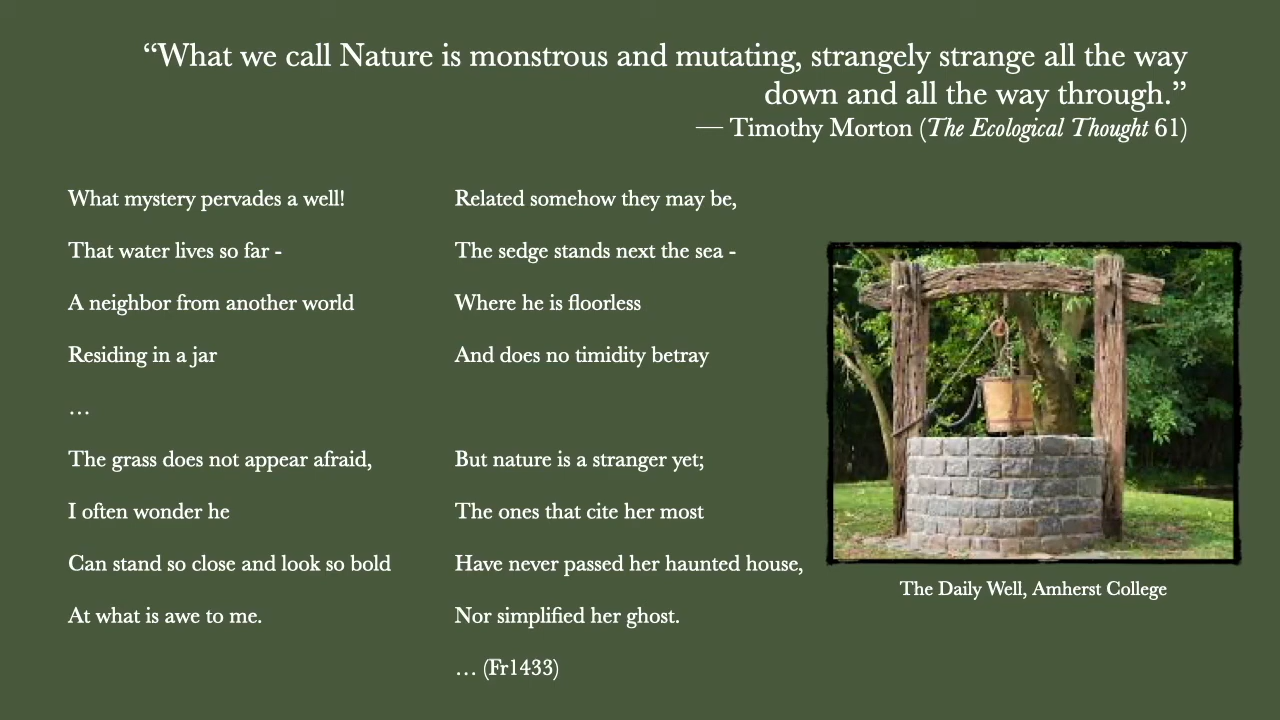 “What we call Nature is monstrous and mutating, strangely strange all the way
down and all the way through.”
— Timothy Morton (The Ecological Thought 61)
What mystery pervades a well!
That water lives so far -
A neighbor from another world
Residing in a jar
…
The grass does not appear afraid,
I often wonder he
Can stand so close and look so bold
At what is awe to me.
Related somehow they may be,
The sedge stands next the sea -
Where he is floorless
And does no timidity betray
But nature is a stranger yet;
The ones that cite her most
Have never passed her haunted house,
Nor simplified her ghost.
… (Fr1433)
The Daily Well, Amherst College